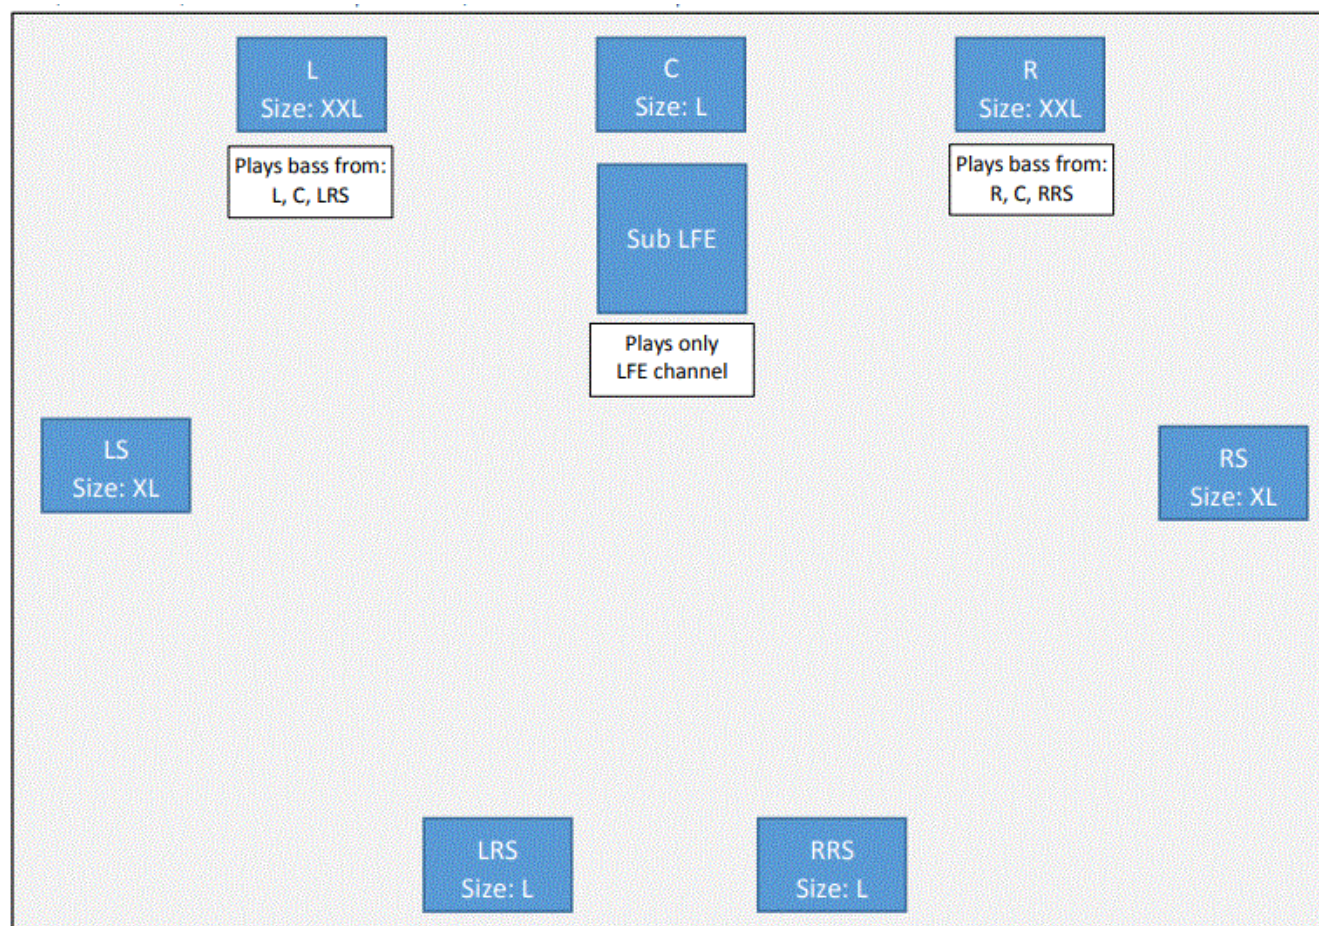 L
Size: XXL
C
Size: L
R
Size: XXL
Plays bass from:
L, C, LRS
Plays bass from:
R, C, RRS
Sub LFE
Plays only
LFE channel
LS
Size: XL
RS
Size: XL
LRS
Size: L
RRS
Size: L